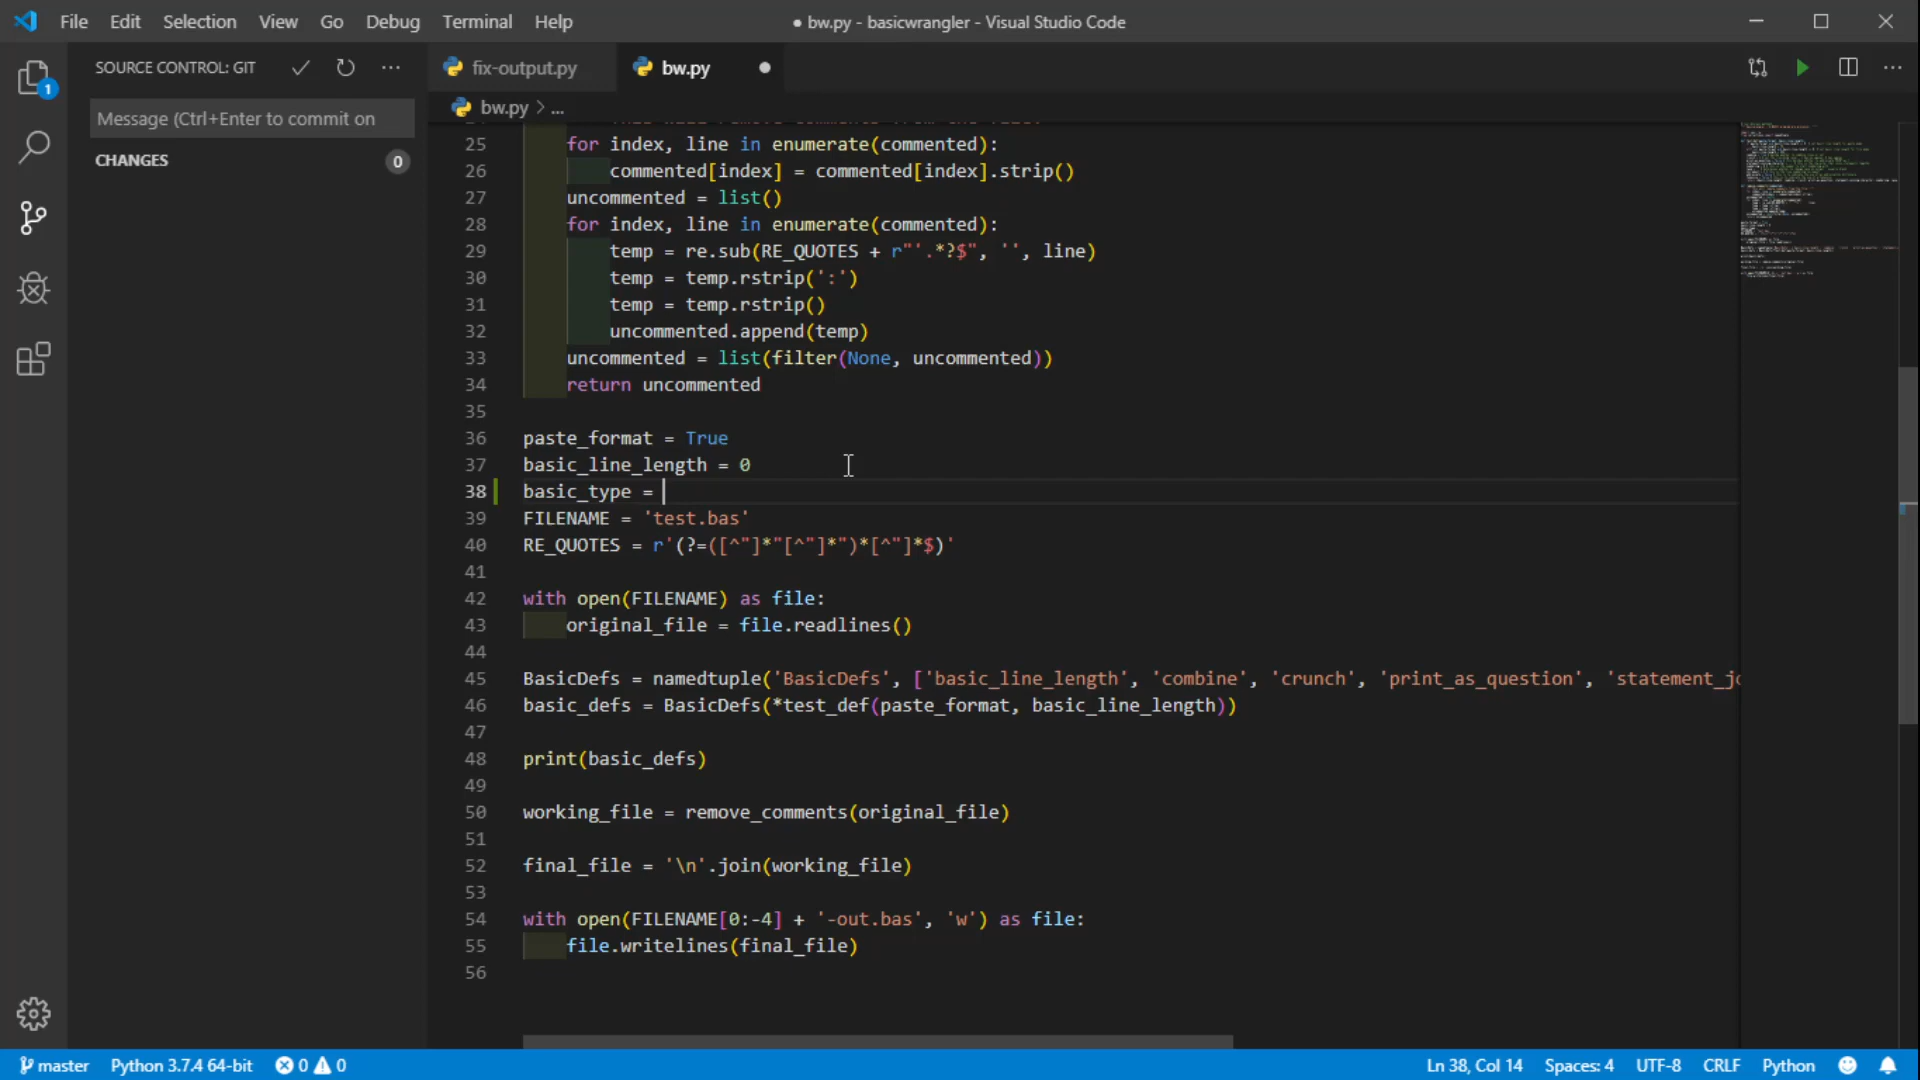 File Edit Selection View Go Debug Terminal Help
● bw.py - basicwrangler - Visual Studio Code
SOURCE CONTROL: GIT
fix-output.py
bw.py
1
bw.py > ...
Message (Ctrl+Enter to commit on
CHANGES 0
25 for index, line in enumerate(commented):
26 commented[index] = commented[index].strip()
27 uncommented = list()
28 for index, line in enumerate(commented):
29 temp = re.sub(RE_QUOTES + r"'.*?$", '', line)
30 temp = temp.rstrip(':')
31 temp = temp.rstrip()
32 uncommented.append(temp)
33 uncommented = list(filter(None, uncommented))
34 return uncommented
35
36 paste_format = True
37 basic_line_length = 0
38 basic_type =
39 FILENAME = 'test.bas'
40 RE_QUOTES = r'(?=([^"]*"[^"]*")*[^"]*$)'
41
42 with open(FILENAME) as file:
43 original_file = file.readlines()
44
45 BasicDefs = namedtuple('BasicDefs', ['basic_line_length', 'combine', 'crunch', 'print_as_question', 'statement_jo
46 basic_defs = BasicDefs(*test_def(paste_format, basic_line_length))
47
48 print(basic_defs)
49
50 working_file = remove_comments(original_file)
51
52 final_file = '\n'.join(working_file)
53
54 with open(FILENAME[0:-4] + '-out.bas', 'w') as file:
55 file.writelines(final_file)
56
master Python 3.7.4 64-bit 0 0 Ln 38, Col 14 Spaces: 4 UTF-8 CRLF Python